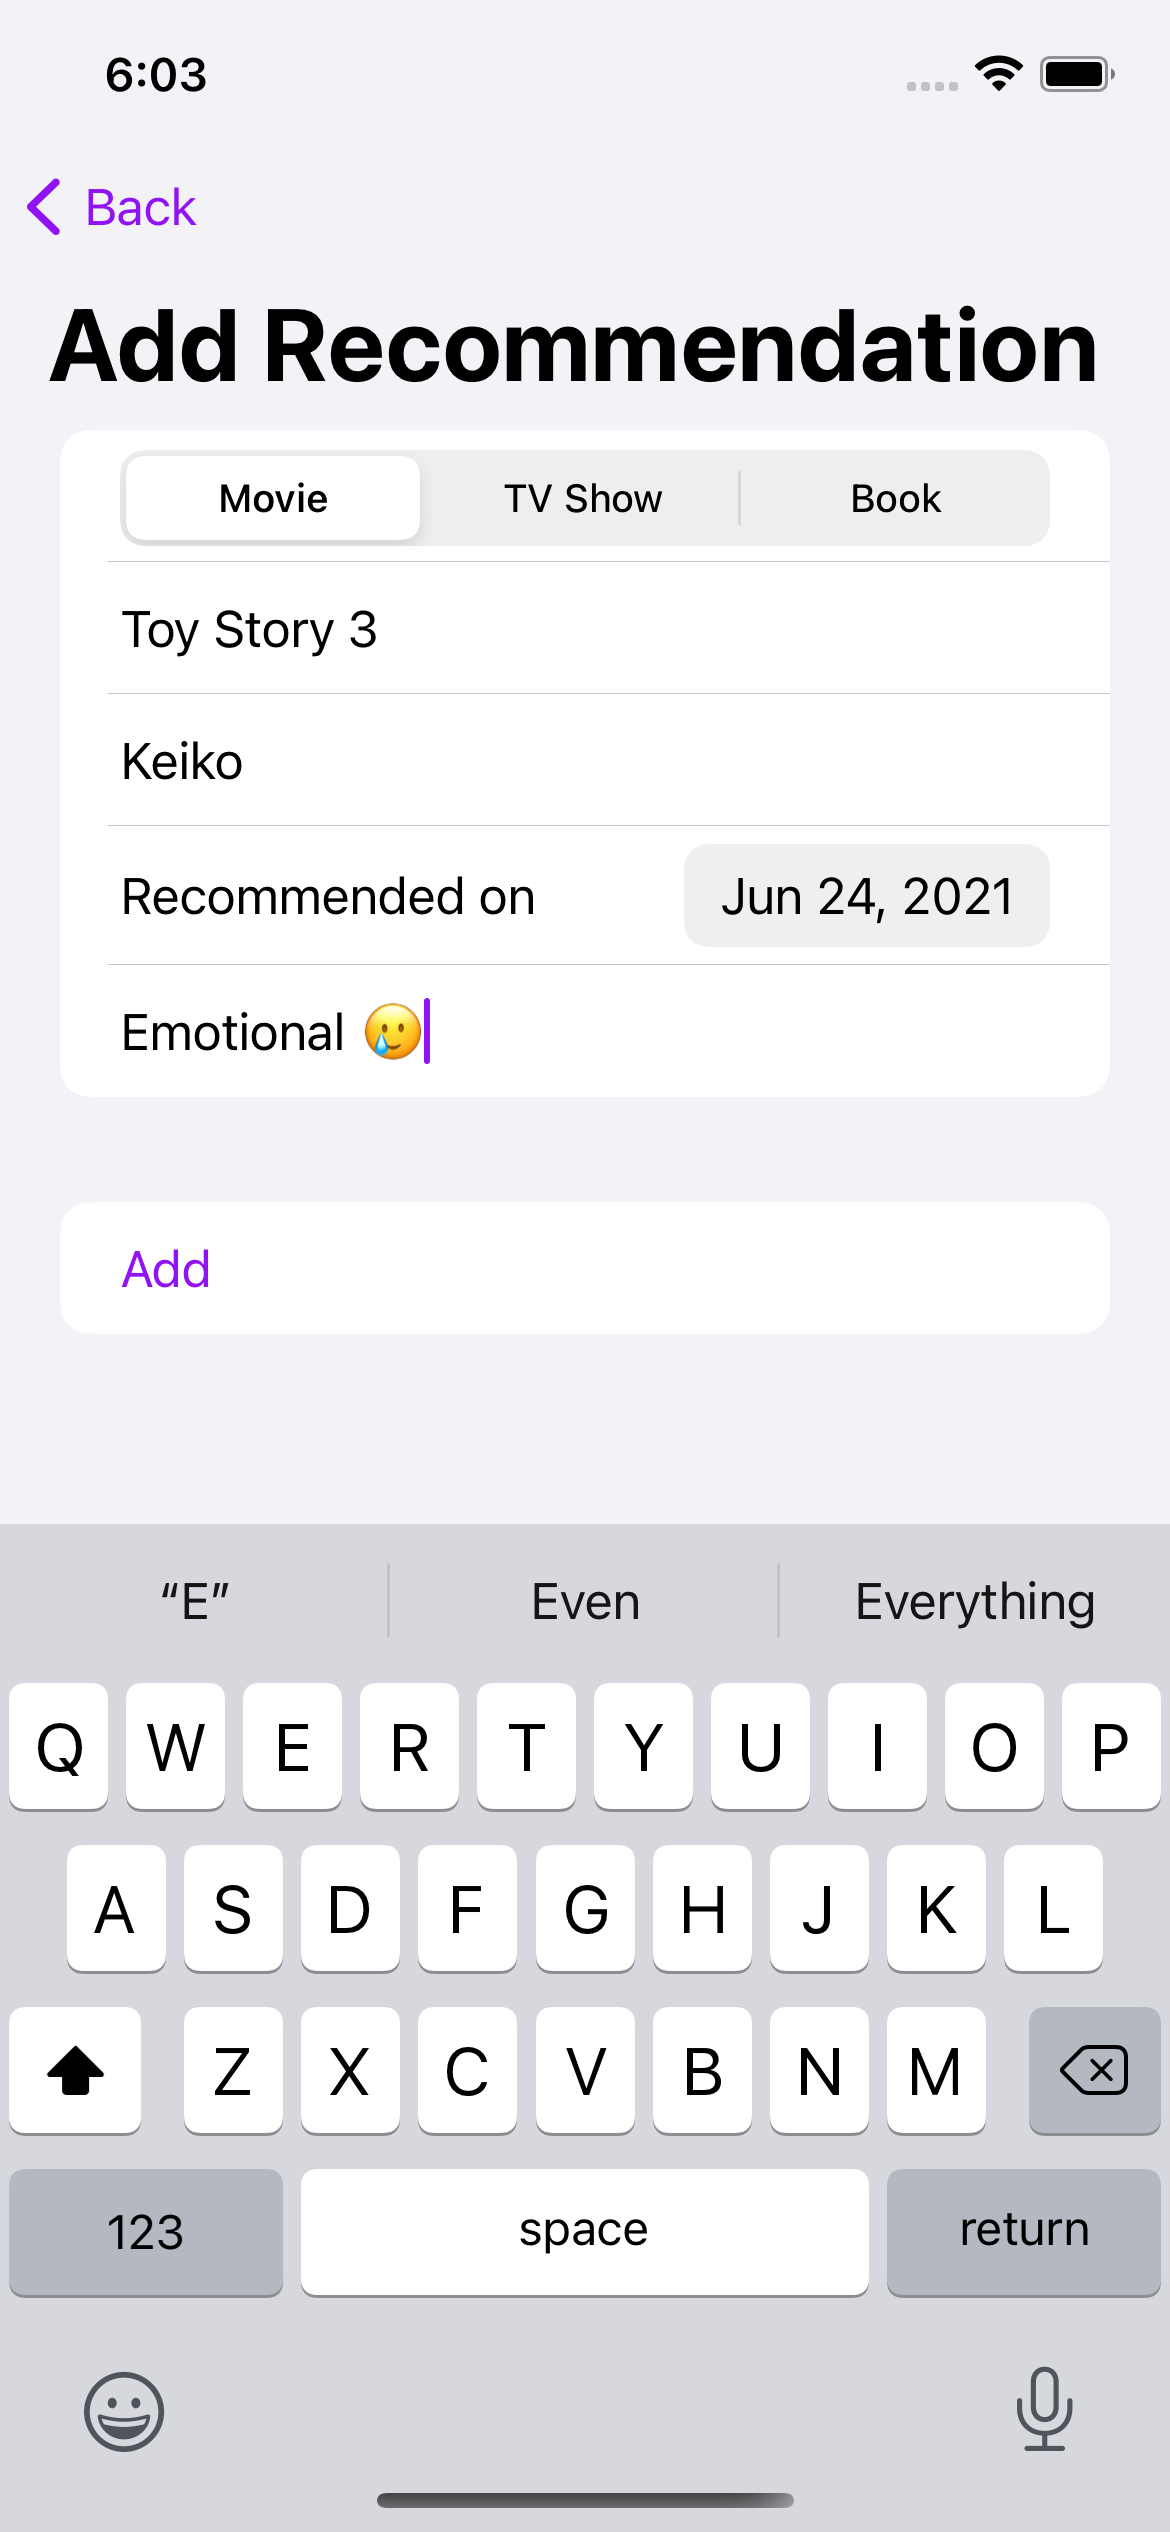 6:03
Back
Add Recommendation
Movie TV Show Book
Toy Story 3
Keiko
Recommended on Jun 24, 2021
Emotional 🥲
Add
“E” Even Everything
Q W E R T Y U I O P
A S D F G H J K L
Z X C V B N M
123 space return